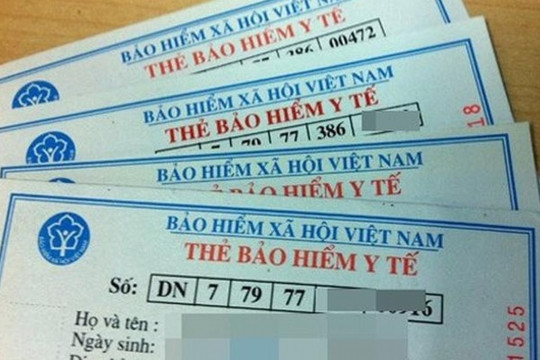 BẢO HIỂM XÃ HỘI VIỆT NAM
THẺ BẢO HIỂM Y TẾ
386 00472
BẢO HIỂM XÃ HỘI VIỆT NAM
THẺ BẢO HIỂM Y TẾ
7 79 77 386
18
BẢO HIỂM XÃ HỘI VIỆT NAM
THẺ BẢO HIỂM Y TẾ
BẢO HIỂM XÃ HỘI VIỆT NAM
THẺ BẢO HIỂM Y TẾ
Số: DN 7 79 77
Họ và tên :
Ngày sinh:
1525